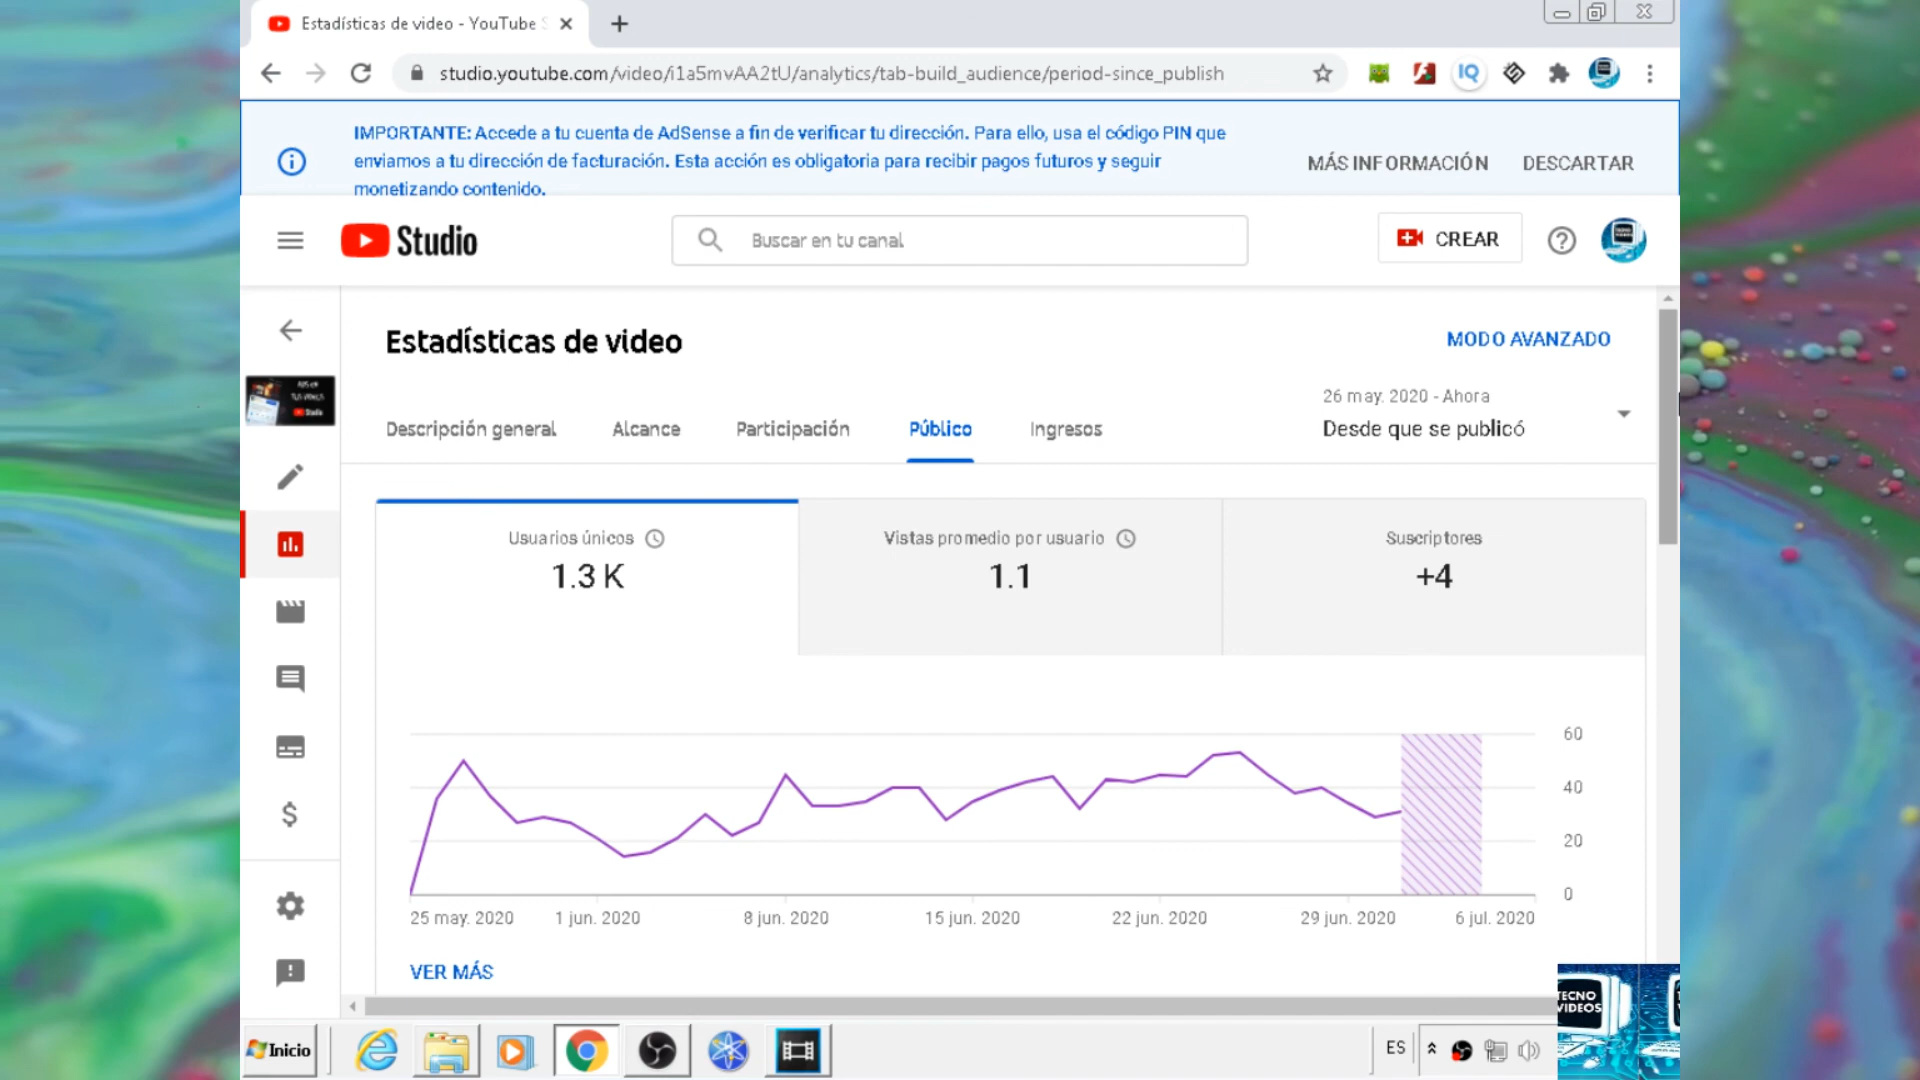 Estadísticas de video - YouTube S
studio.youtube.com/video/i1a5mvAA2tU/analytics/tab-build_audience/period-since_publish
IQ
IMPORTANTE: Accede a tu cuenta de AdSense a fin de verificar tu dirección. Para ello, usa el código PIN que
enviamos a tu dirección de facturación. Esta acción es obligatoria para recibir pagos futuros y seguir
monetizando contenido.
MÁS INFORMACIÓN
DESCARTAR
Studio
Buscar en tu canal
CREAR
Estadísticas de video
MODO AVANZADO
26 may. 2020 - Ahora
Desde que se publicó
Descripción general
Alcance
Participación
Público
Ingresos
Usuarios únicos
1.3 K
Vistas promedio por usuario
1.1
Suscriptores
+4
60
40
20
0
25 may. 2020
1 jun. 2020
8 jun. 2020
15 jun. 2020
22 jun. 2020
29 jun. 2020
6 jul. 2020
VER MÁS
TECNO
VIDEOS
Inicio
ES